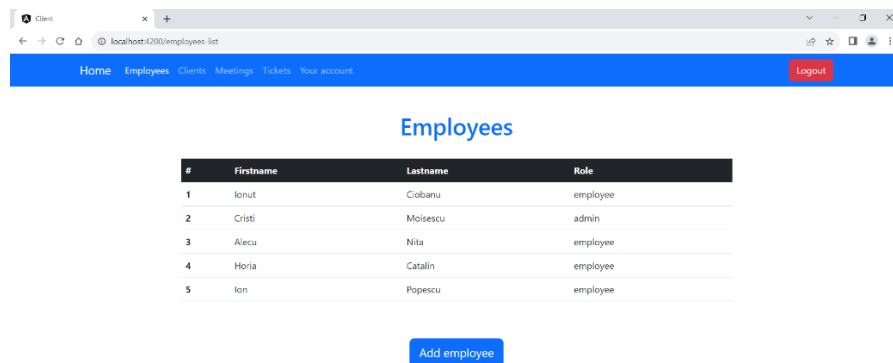 Client
localhost:4200/employees-list
Home Employees Clients Meetings Tickets Your account Logout
Employees
# Firstname Lastname Role
1 Ionut Ciobanu employee
2 Cristi Moisescu admin
3 Alecu Nita employee
4 Horia Catalin employee
5 Ion Popescu employee
Add employee